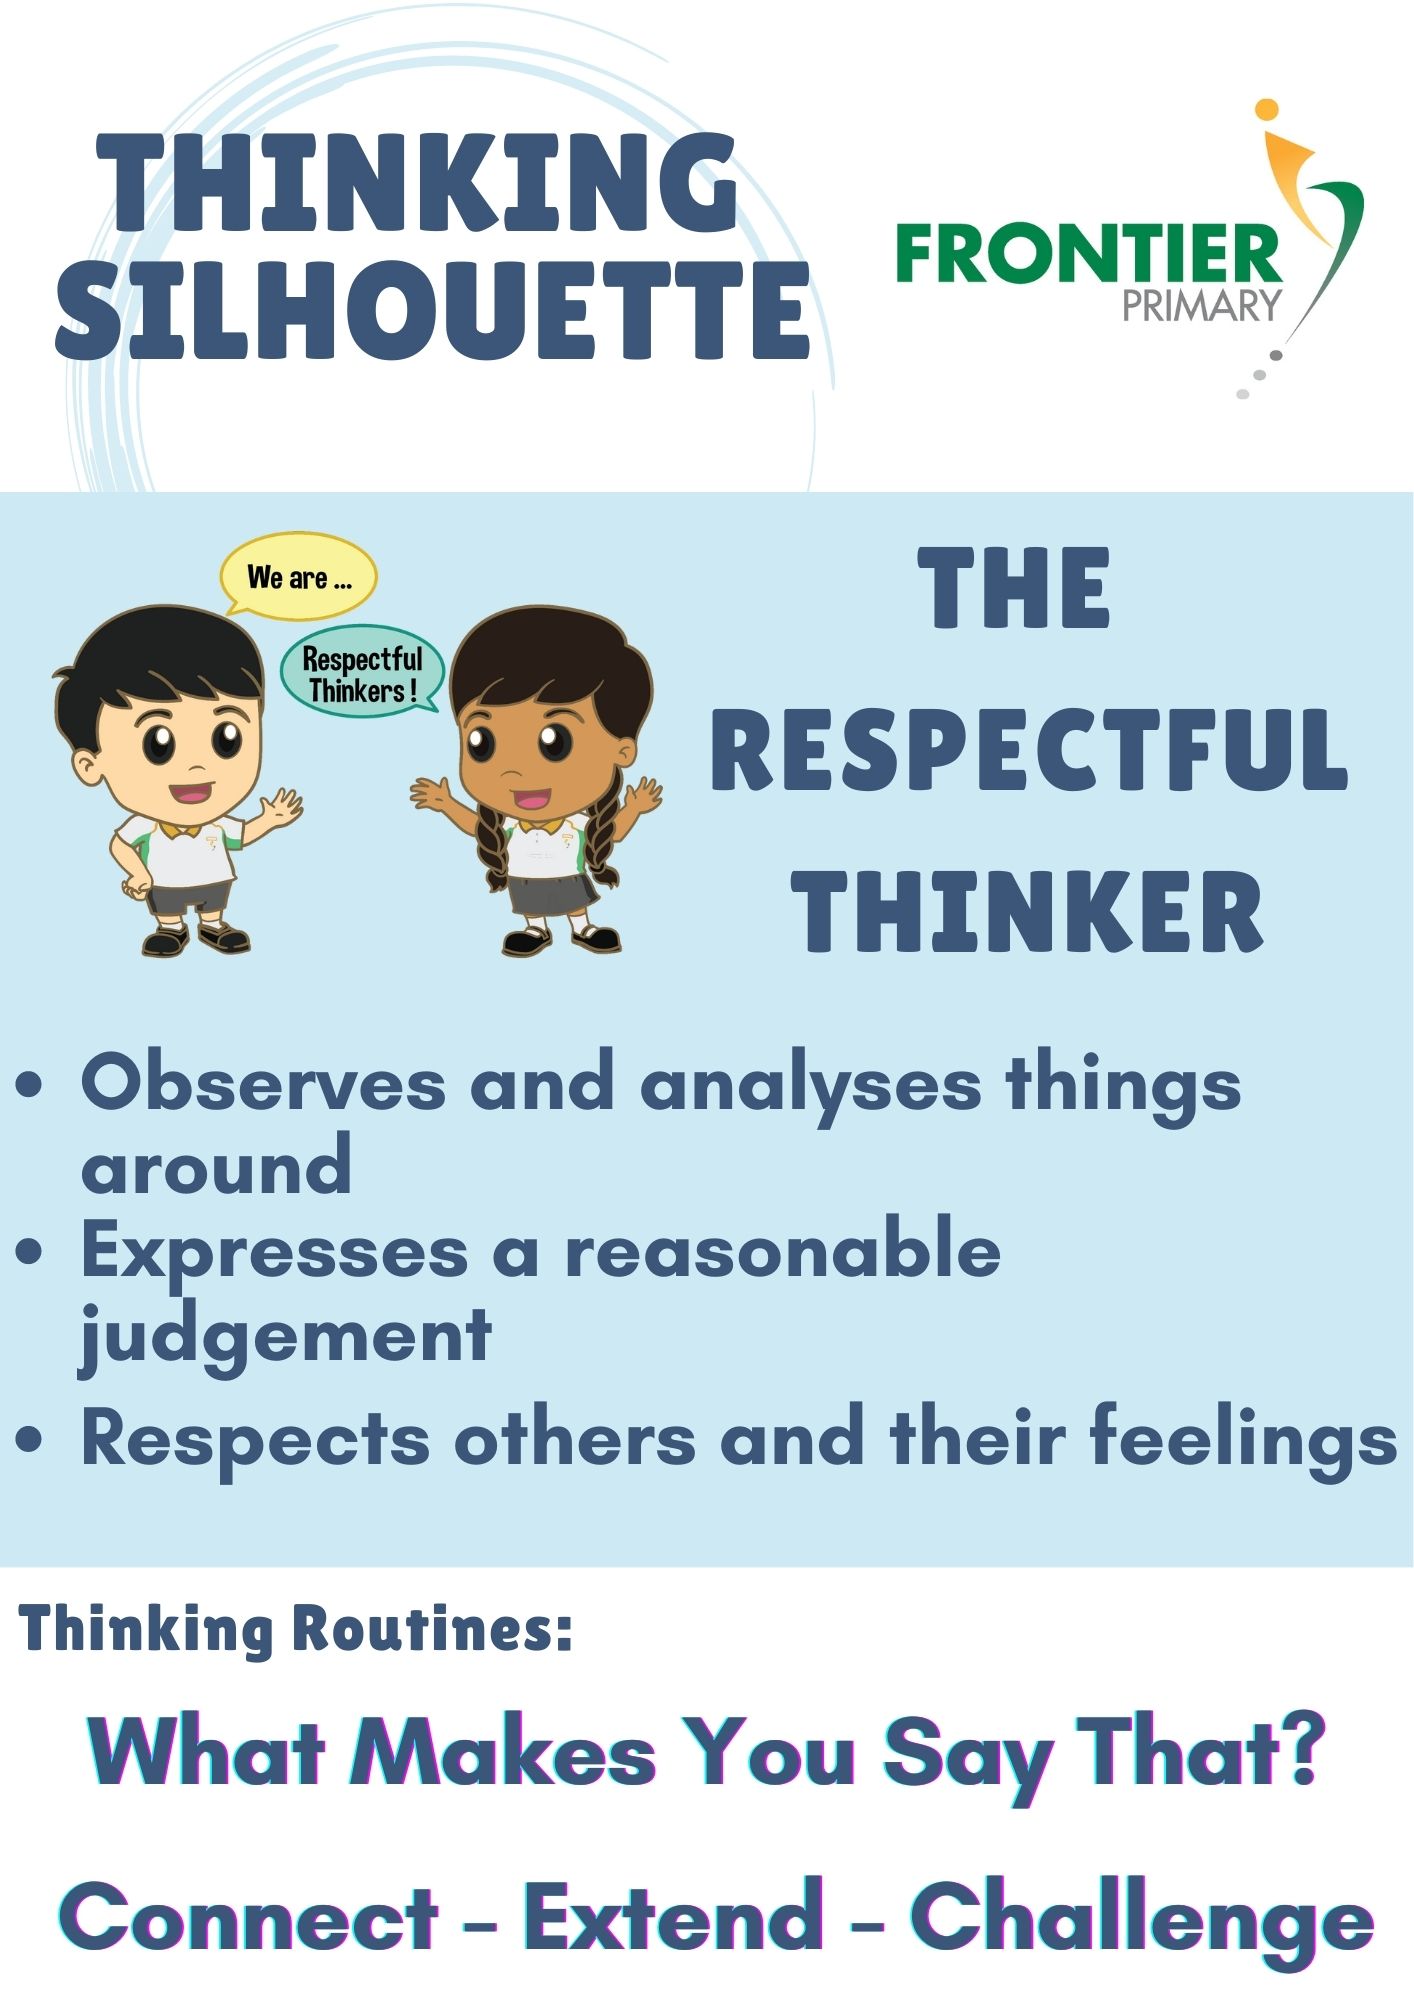 THINKING
SILHOUETTE
FRONTIER
PRIMARY
We are ...
Respectful
Thinkers !
THE
RESPECTFUL
THINKER
• Observes and analyses things
around
• Expresses a reasonable
judgement
• Respects others and their feelings
Thinking Routines:
What Makes You Say That?
Connect - Extend - Challenge